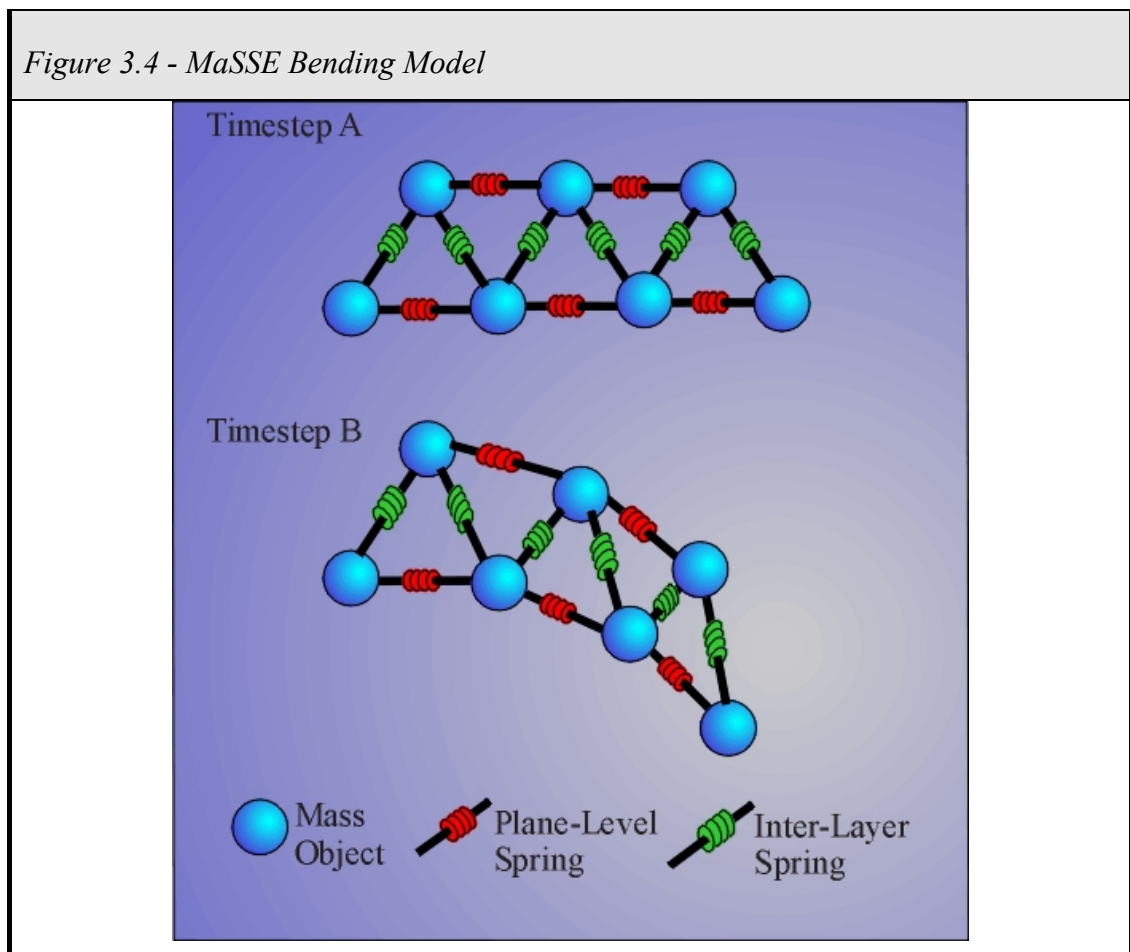 Figure 3.4 - MaSSE Bending Model
Timestep A
Timestep B
Mass
Object
Plane-Level
Spring
Inter-Layer
Spring